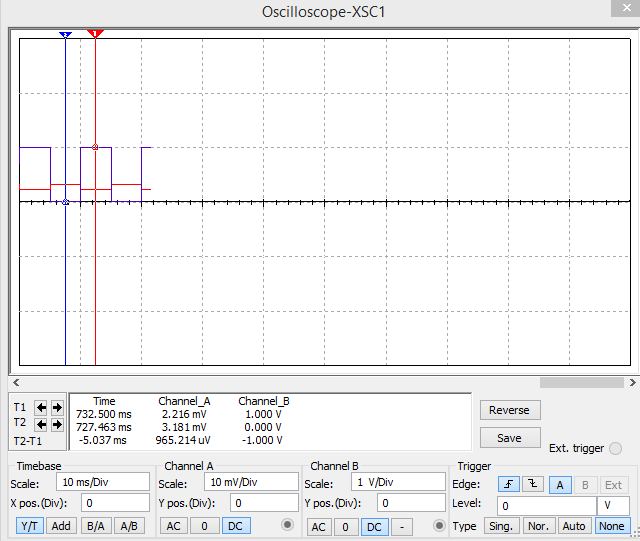 Oscilloscope-XSC1
2 1
Time Channel_A Channel_B
T1 732.500 ms 2.216 mV 1.000 V
T2 727.463 ms 3.181 mV 0.000 V
T2-T1 -5.037 ms 965.214 uV -1.000 V
Reverse
Save
Ext. trigger
Timebase Channel A Channel B Trigger
Scale: 10 ms/Div Scale: 10 mV/Div Scale: 1 V/Div Edge: A B Ext
X pos.(Div): 0 Y pos.(Div): 0 Y pos.(Div): 0 Level: 0 V
Y/T Add B/A A/B AC 0 DC AC 0 DC - Type Sing. Nor. Auto None